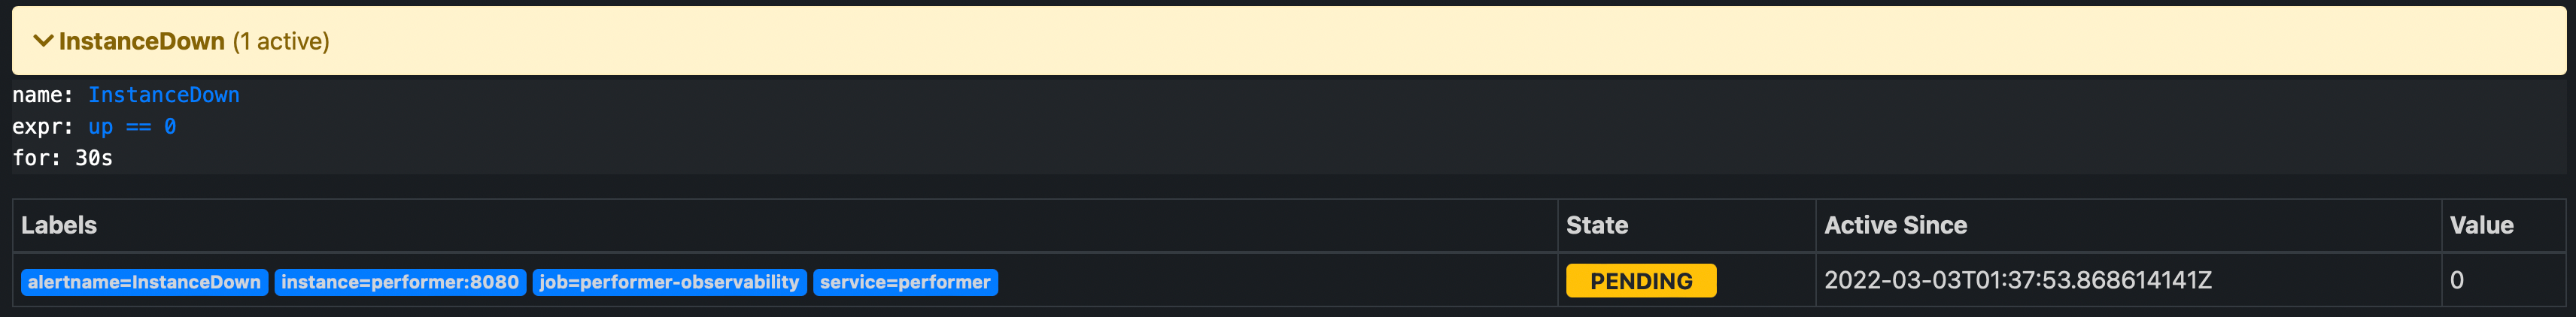 InstanceDown (1 active)
name: InstanceDown
expr: up == 0
for: 30s
Labels State Active Since Value
alertname=InstanceDown instance=performer:8080 job=performer-observability service=performer PENDING 2022-03-03T01:37:53.868614141Z 0